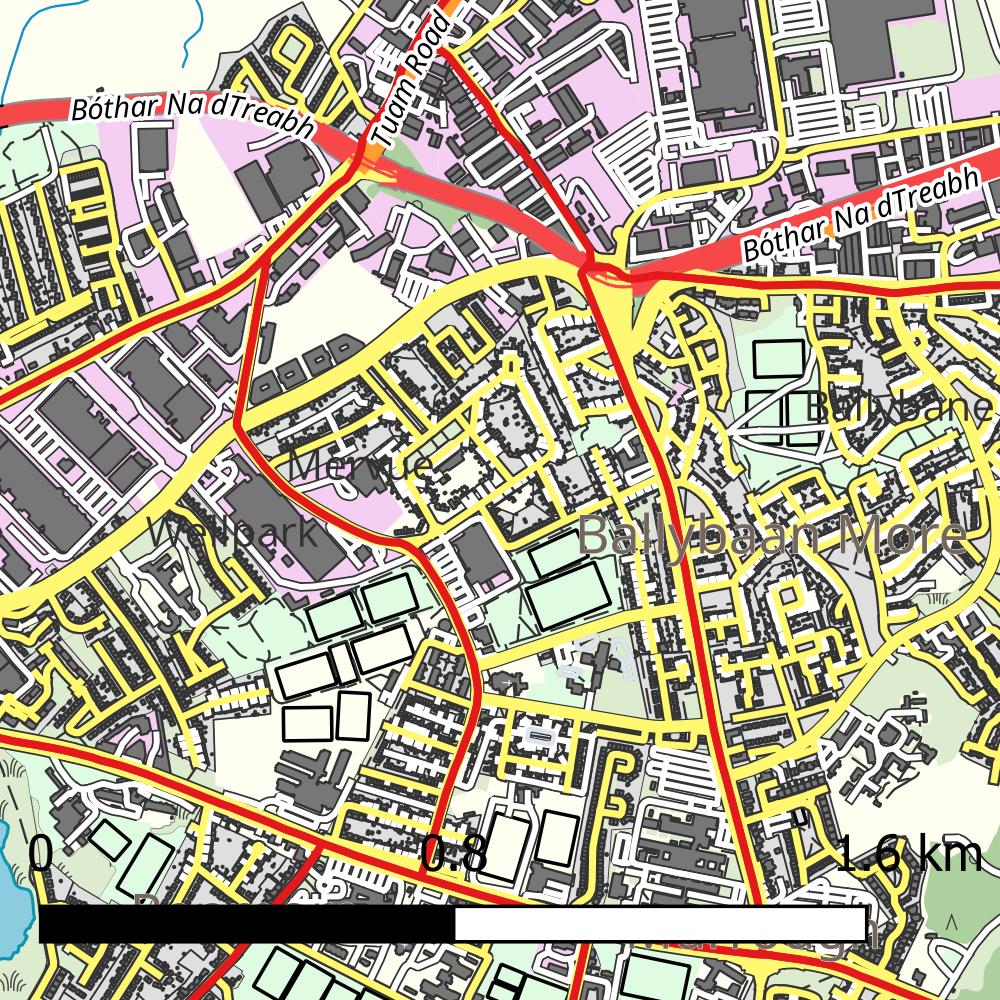 Tuam Road
Bóthar Na dTreabh
Bóthar Na dTreabh
Ballybane
Mervue
Wellpark
Ballybaan More
0
0.8
1.6 km